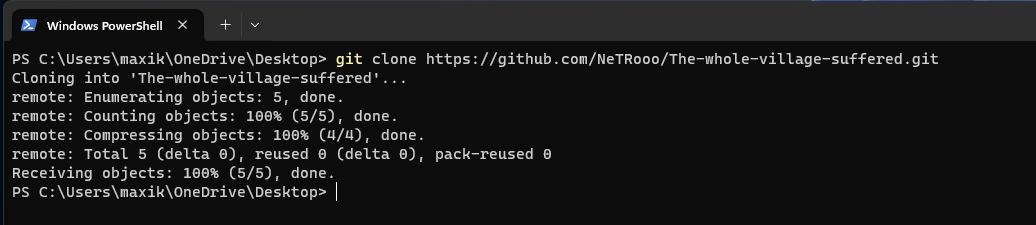 Windows PowerShell
PS C:\Users\maxik\OneDrive\Desktop> git clone https://github.com/NeTRooo/The-whole-village-suffered.git
Cloning into 'The-whole-village-suffered'...
remote: Enumerating objects: 5, done.
remote: Counting objects: 100% (5/5), done.
remote: Compressing objects: 100% (4/4), done.
remote: Total 5 (delta 0), reused 0 (delta 0), pack-reused 0
Receiving objects: 100% (5/5), done.
PS C:\Users\maxik\OneDrive\Desktop>